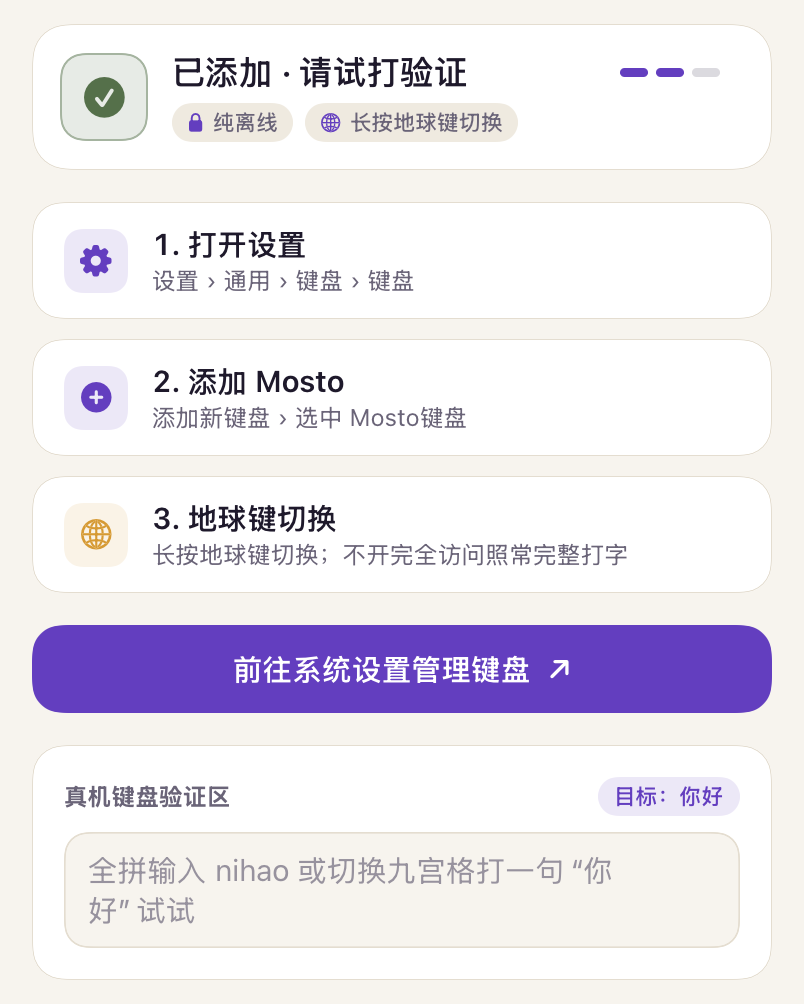 已添加 · 请试打验证
纯离线
长按地球键切换
1. 打开设置
设置 › 通用 › 键盘 › 键盘
2. 添加 Mosto
添加新键盘 › 选中 Mosto键盘
3. 地球键切换
长按地球键切换；不开完全访问照常完整打字
前往系统设置管理键盘
真机键盘验证区
目标：你好
全拼输入 nihao 或切换九宫格打一句 “你
好” 试试